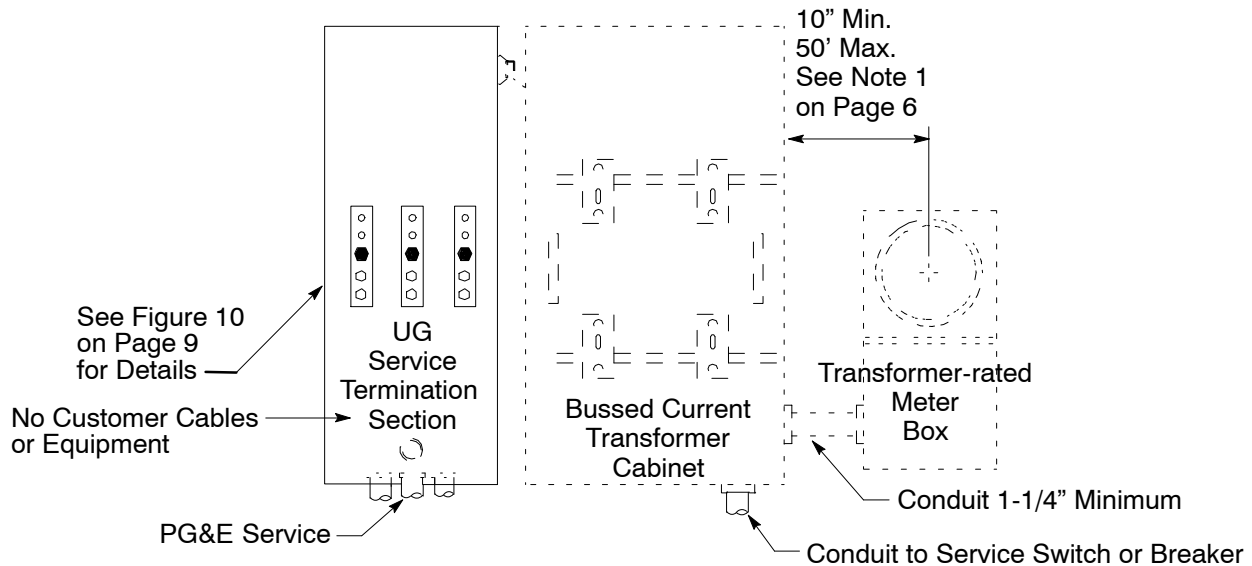 10” Min.
50’ Max.
See Note 1
on Page 6
See Figure 10
on Page 9
for Details
No Customer Cables
or Equipment
UG
Service
Termination
Section
Bussed Current
Transformer
Cabinet
Transformer-rated
Meter
Box
PG&E Service
Conduit 1-1/4” Minimum
Conduit to Service Switch or Breaker